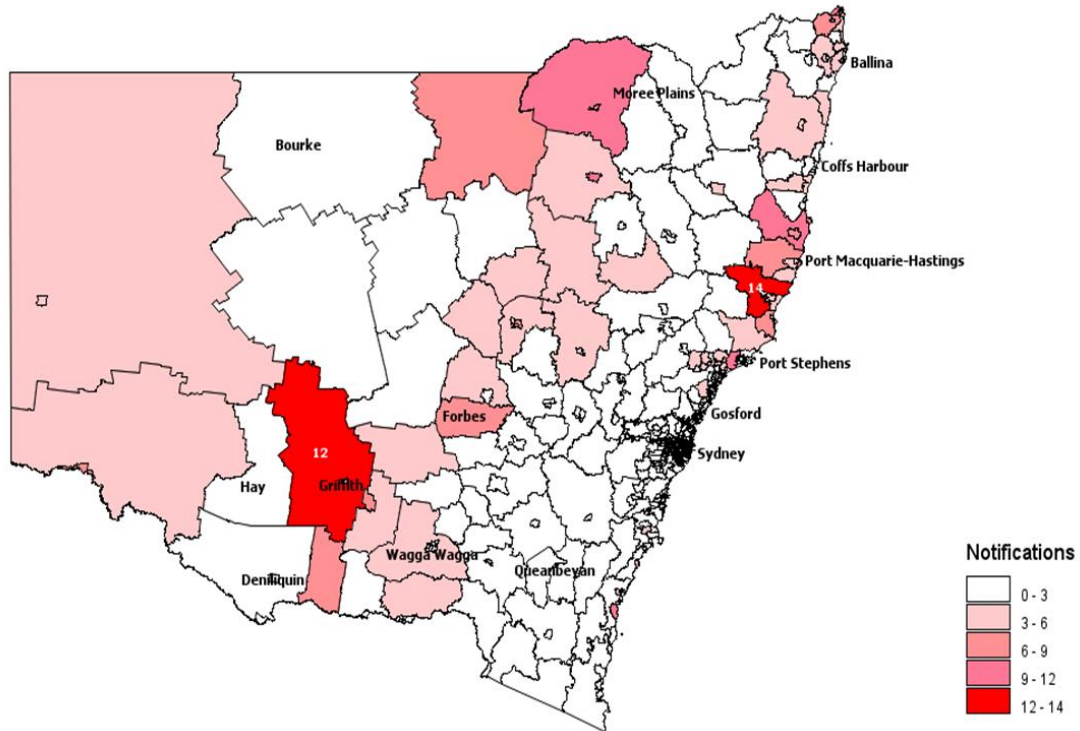 Ballina
Moree Plains
Bourke
Coffs Harbour
Port Macquarie-Hastings
14
Port Stephens
Gosford
Forbes
Sydney
12
Griffith
Hay
Wagga Wagga
Queanbeyan
Deniliquin
Notifications
0 - 3
3 - 6
6 - 9
9 - 12
12 - 14